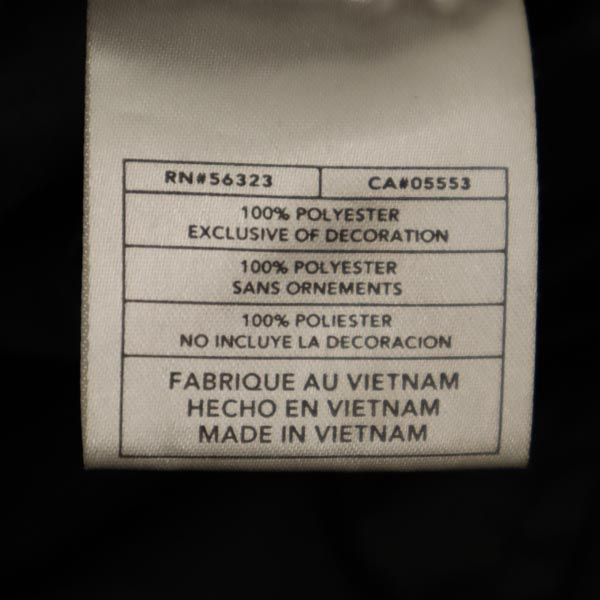 RN#56323 CA#05553
100% POLYESTER
EXCLUSIVE OF DECORATION
100% POLYESTER
SANS ORNEMENTS
100% POLIESTER
NO INCLUYE LA DECORACION
FABRIQUE AU VIETNAM
HECHO EN VIETNAM
MADE IN VIETNAM